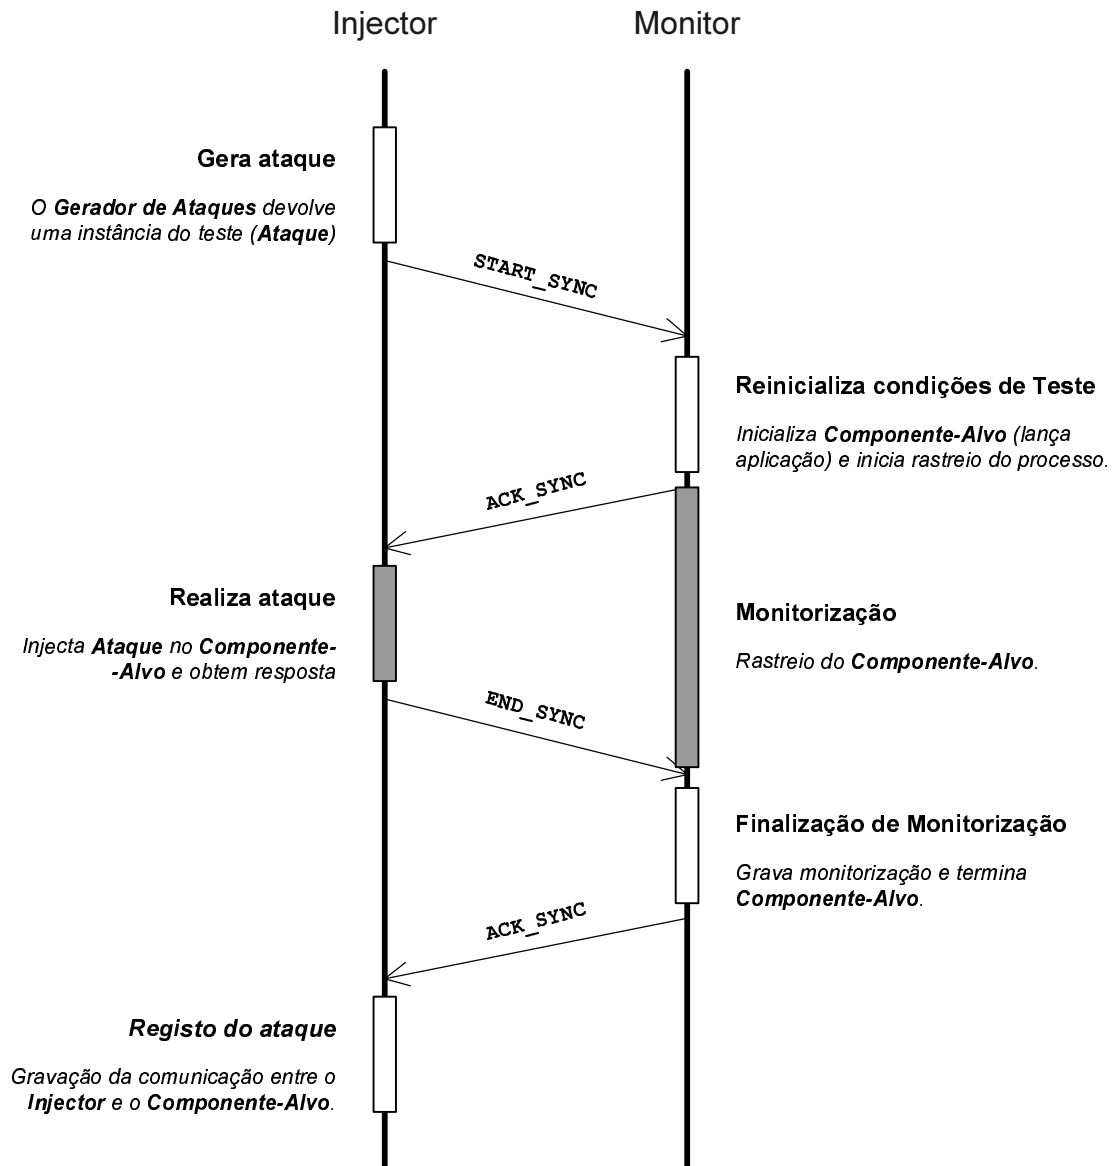 Injector
Monitor
Gera ataque
O Gerador de Ataques devolve
uma instância do teste (Ataque)
START_SYNC
Reinicializa condições de Teste
Inicializa Componente-Alvo (lança
aplicação) e inicia rastreio do processo.
ACK_SYNC
Realiza ataque
Injecta Ataque no Componente-
-Alvo e obtem resposta
Monitorização
Rastreio do Componente-Alvo.
END_SYNC
Finalização de Monitorização
Grava monitorização e termina
Componente-Alvo.
ACK_SYNC
Registo do ataque
Gravação da comunicação entre o
Injector e o Componente-Alvo.